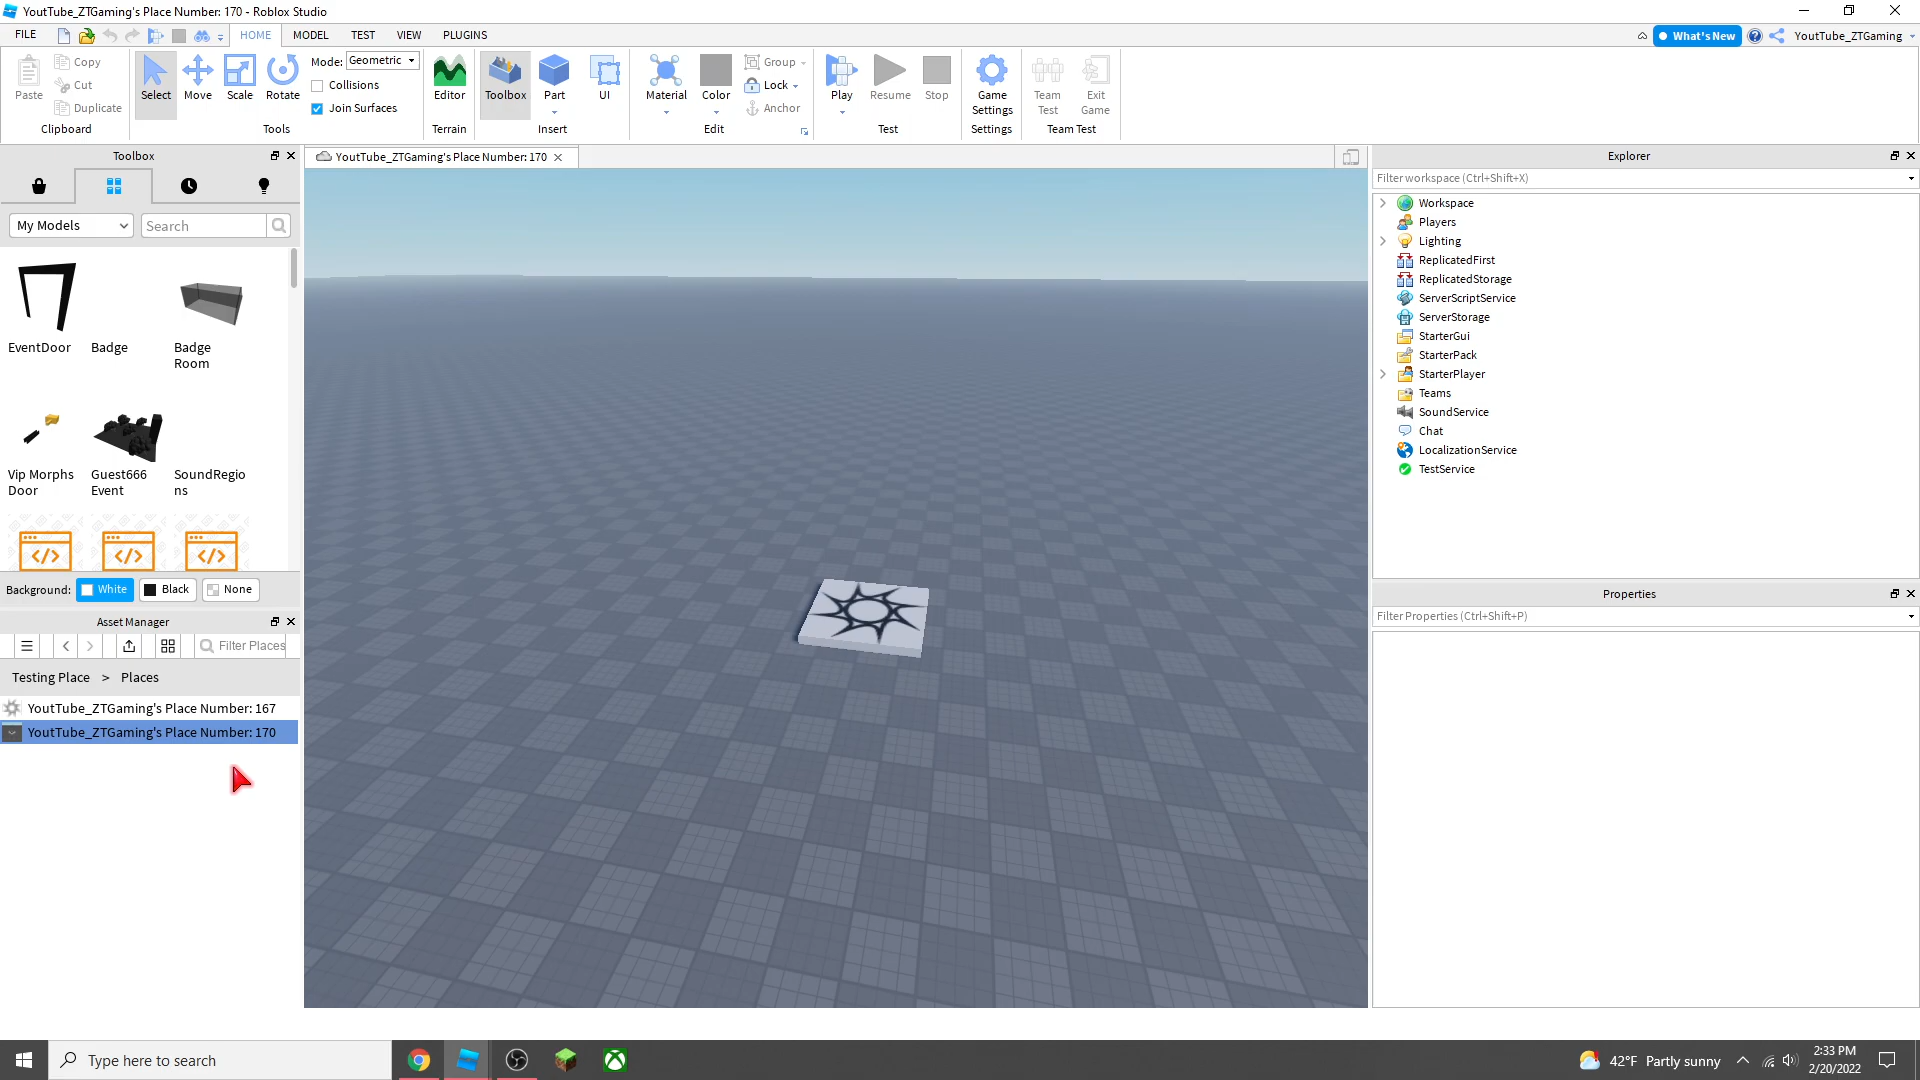 YoutTube_ZTGaming's Place Number: 170 - Roblox Studio
FILE HOME MODEL TEST VIEW PLUGINS What's New YoutTube_ZTGaming
Paste
Copy
Cut
Duplicate
Clipboard
Select Move Scale Rotate
Mode: Geometric
Collisions
Join Surfaces
Tools
Editor
Terrain
Toolbox Part UI
Insert
Material Color
Group
Lock
Anchor
Edit
Play Resume Stop
Test
Game
Settings
Settings
Team
Test
Exit
Game
Team Test
Toolbox
My Models Search
EventDoor Badge Badge
Room
Vip Morphs
Door
Guest666
Event
SoundRegio
ns
Background: White Black None
Asset Manager
Filter Places
Testing Place > Places
YoutTube_ZTGaming's Place Number: 167
YoutTube_ZTGaming's Place Number: 170
YoutTube_ZTGaming's Place Number: 170
Explorer
Filter workspace (Ctrl+Shift+X)
Workspace
Players
Lighting
ReplicatedFirst
ReplicatedStorage
ServerScriptService
ServerStorage
StarterGui
StarterPack
StarterPlayer
Teams
SoundService
Chat
LocalizationService
TestService
Properties
Filter Properties (Ctrl+Shift+P)
Type here to search
42°F Partly sunny
2:33 PM
2/20/2022